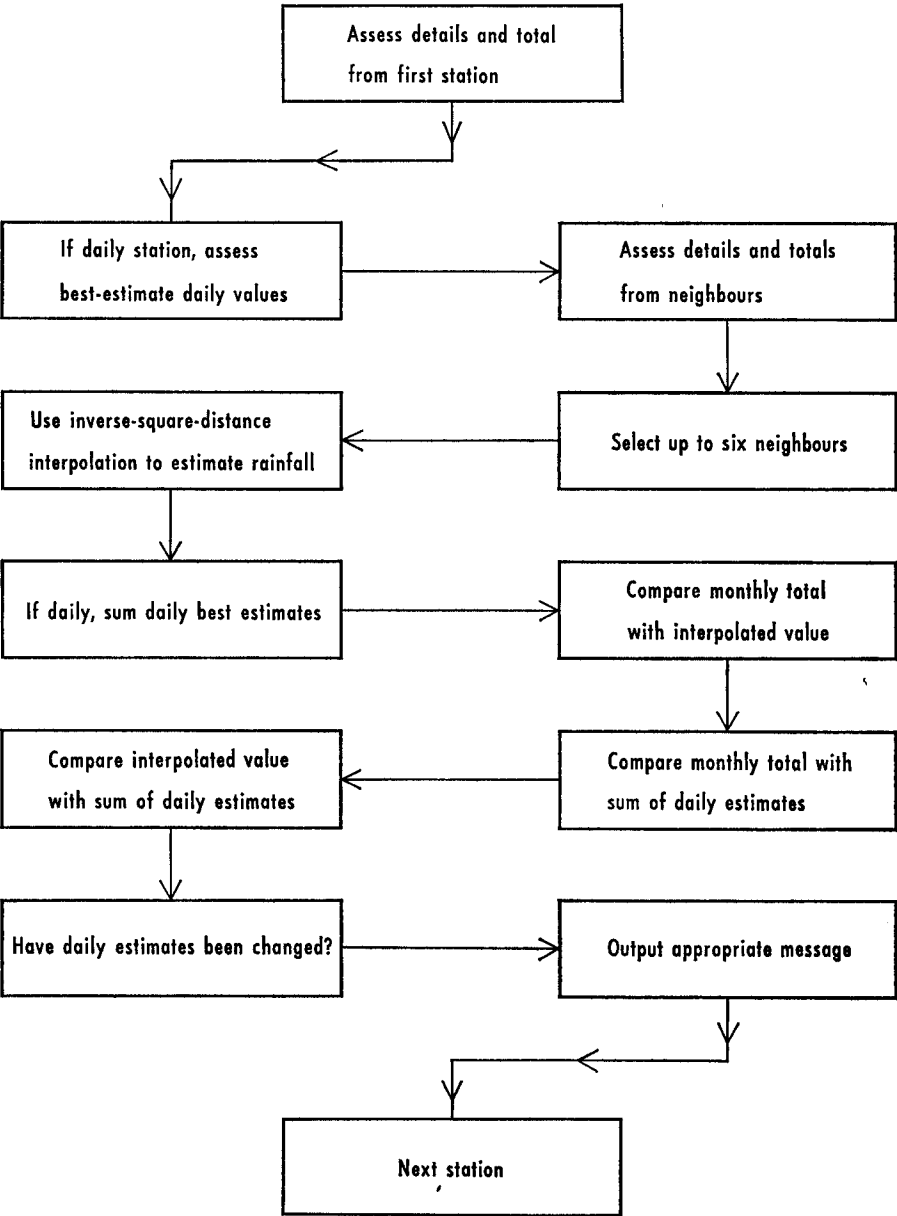 Assess details and total
from first station
If daily station, assess
best-estimate daily values
Assess details and totals
from neighbours
Select up to six neighbours
Use inverse-square-distance
interpolation to estimate rainfall
If daily, sum daily best estimates
Compare monthly total
with interpolated value
Compare monthly total with
sum of daily estimates
Compare interpolated value
with sum of daily estimates
Have daily estimates been changed?
Output appropriate message
Next station